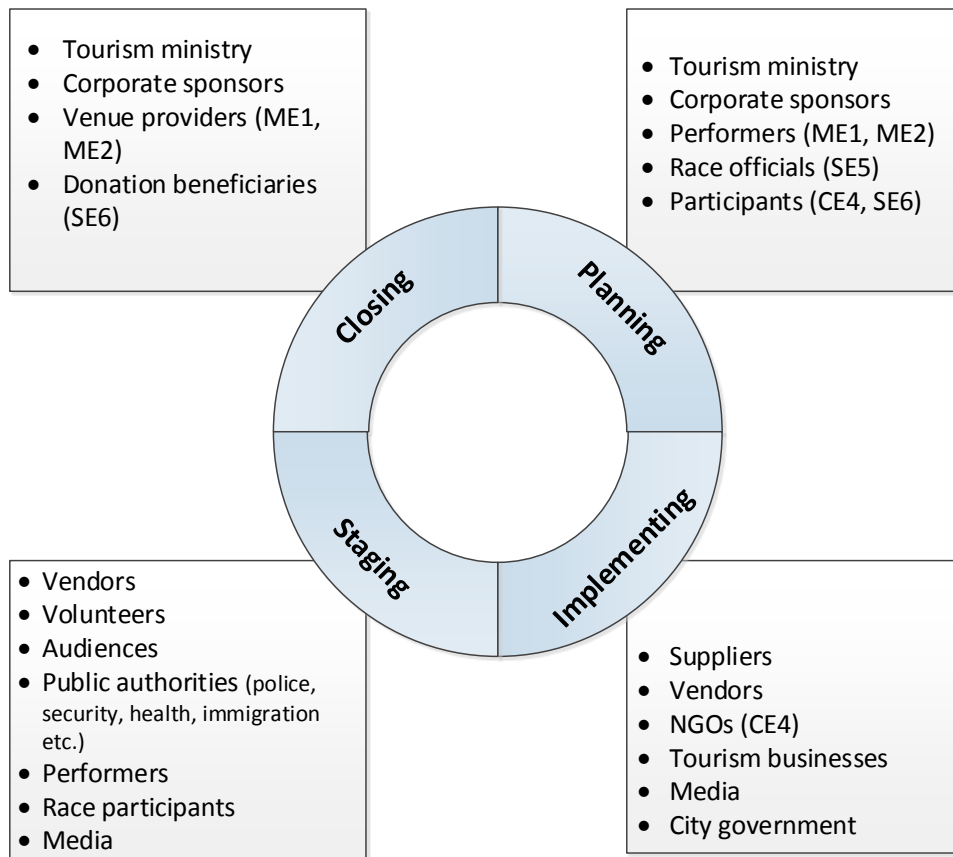 • Tourism ministry
• Corporate sponsors
• Venue providers (ME1,
ME2)
• Donation beneficiaries
(SE6)
• Tourism ministry
• Corporate sponsors
• Performers (ME1, ME2)
• Race officials (SE5)
• Participants (CE4, SE6)
Closing
Planning
Staging
Implementing
• Vendors
• Volunteers
• Audiences
• Public authorities (police,
security, health, immigration
etc.)
• Performers
• Race participants
• Media
• Suppliers
• Vendors
• NGOs (CE4)
• Tourism businesses
• Media
• City government